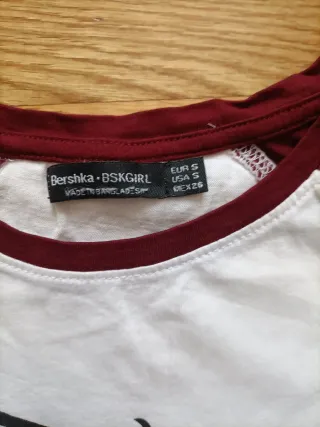 Bershka • BSKGIRL
MADE IN BANGLADESH
EUR S
USA S
MEX 26